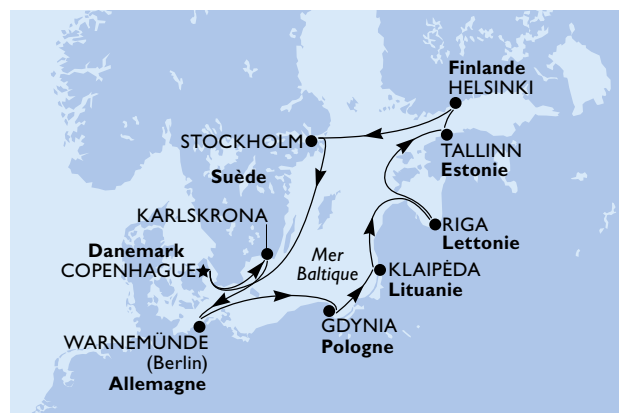 Finlande
HELSINKI
STOCKHOLM
TALLINN
Estonie
Suède
KARLSKRONA
RIGA
Lettonie
Danemark
COPENHAGUE
Mer
Baltique
KLAIPĖDA
Lituanie
GDYNIA
Pologne
WARNEMÜNDE
(Berlin)
Allemagne